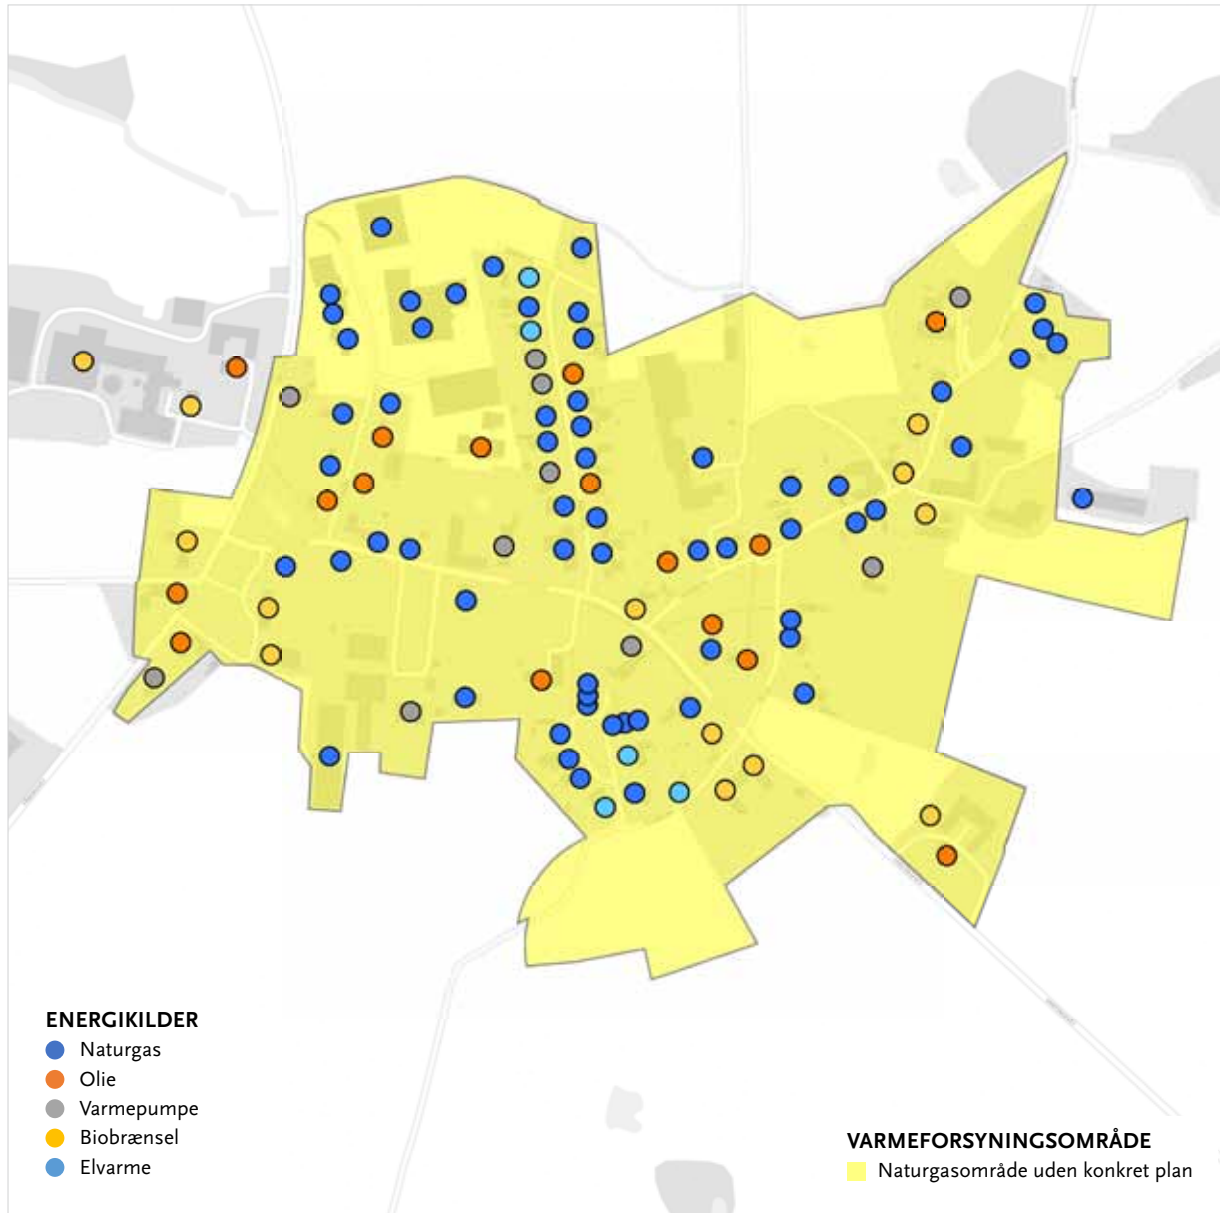 ENERGIKILDER
Naturgas
Olie
Varmepumpe
Biobrænsel
Elvarme
VARMEFORSYNINGSOMRÅDE
Naturgasområde uden konkret plan